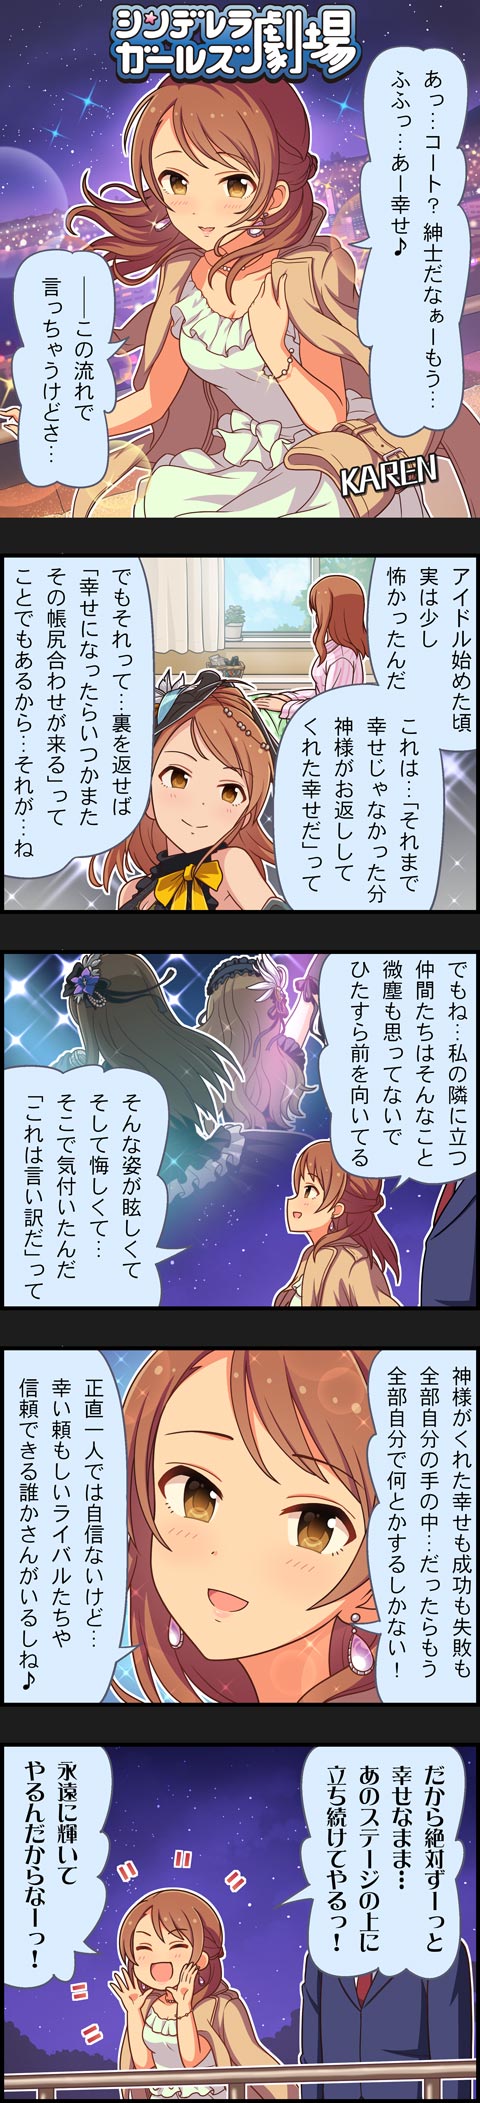 シンデレラ
ガールズ劇場
あっ…コート？紳士だなぁーもう…
ふふっ…あー幸せ♪
――この流れで
言っちゃうけどさ…
KAREN
アイドル始めた頃
実は少し
怖かったんだ
これは…「それまで
幸せじゃなかった分
神様がお返しして
くれた幸せだ」って
でもそれって…裏を返せば
「幸せになったらいつかまた
その帳尻合わせが来る」って
ことでもあるから…それが…ね
でもね…私の隣に立つ
仲間たちはそんなこと
微塵も思ってないで
ひたすら前を向いてる
そんな姿が眩しくて
そして悔しくて…
そこで気付いたんだ
「これは言い訳だ」って
神様がくれた幸せも成功も失敗も
全部自分の手の中…だったらもう
全部自分で何とかするしかない！
正直一人では自信ないけど…
幸い頼もしいライバルたちや
信頼できる誰かさんがいるしね♪
だから絶対ずーっと
幸せなまま…
あのステージの上に
立ち続けてやるっ！
永遠に輝いて
やるんだからなーっ！